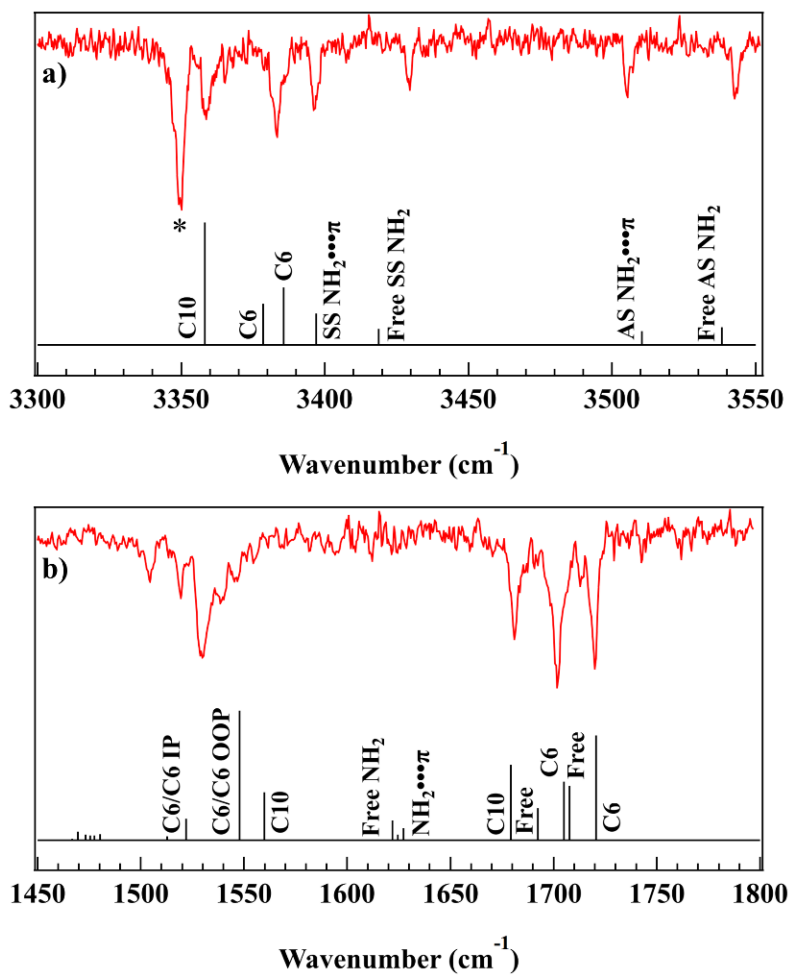 a)
*
C10
C6
C6
SS NH₂•••π
Free SS NH₂
AS NH₂•••π
Free AS NH₂
3300 3350 3400 3450 3500 3550
Wavenumber (cm⁻¹)
b)
C6/C6 IP
C6/C6 OOP
C10
Free NH₂
NH₂•••π
C10
Free
C6
Free
C6
1450 1500 1550 1600 1650 1700 1750 1800
Wavenumber (cm⁻¹)